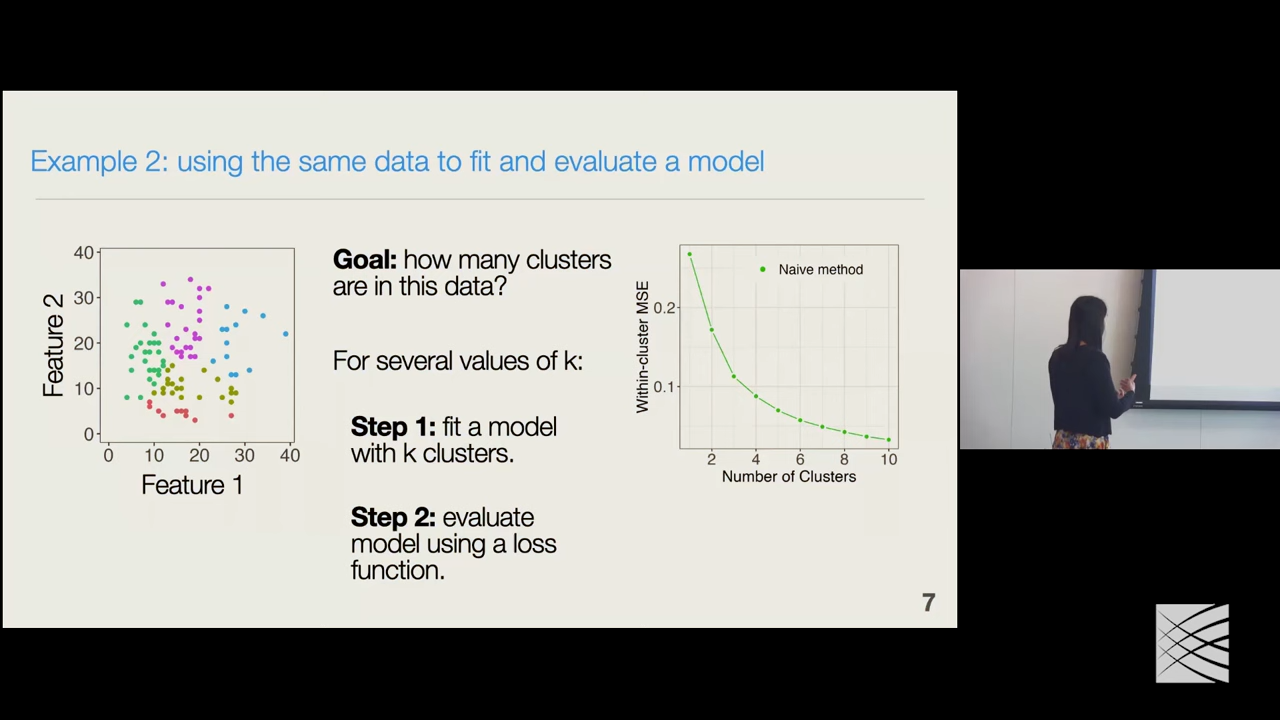 Example 2: using the same data to fit and evaluate a model
40
30
20
10
0
Feature 2
0 10 20 30 40
Feature 1
Goal: how many clusters
are in this data?
For several values of k:
Step 1: fit a model
with k clusters.
Step 2: evaluate
model using a loss
function.
Naive method
0.2
0.1
Within-cluster MSE
2 4 6 8 10
Number of Clusters
7